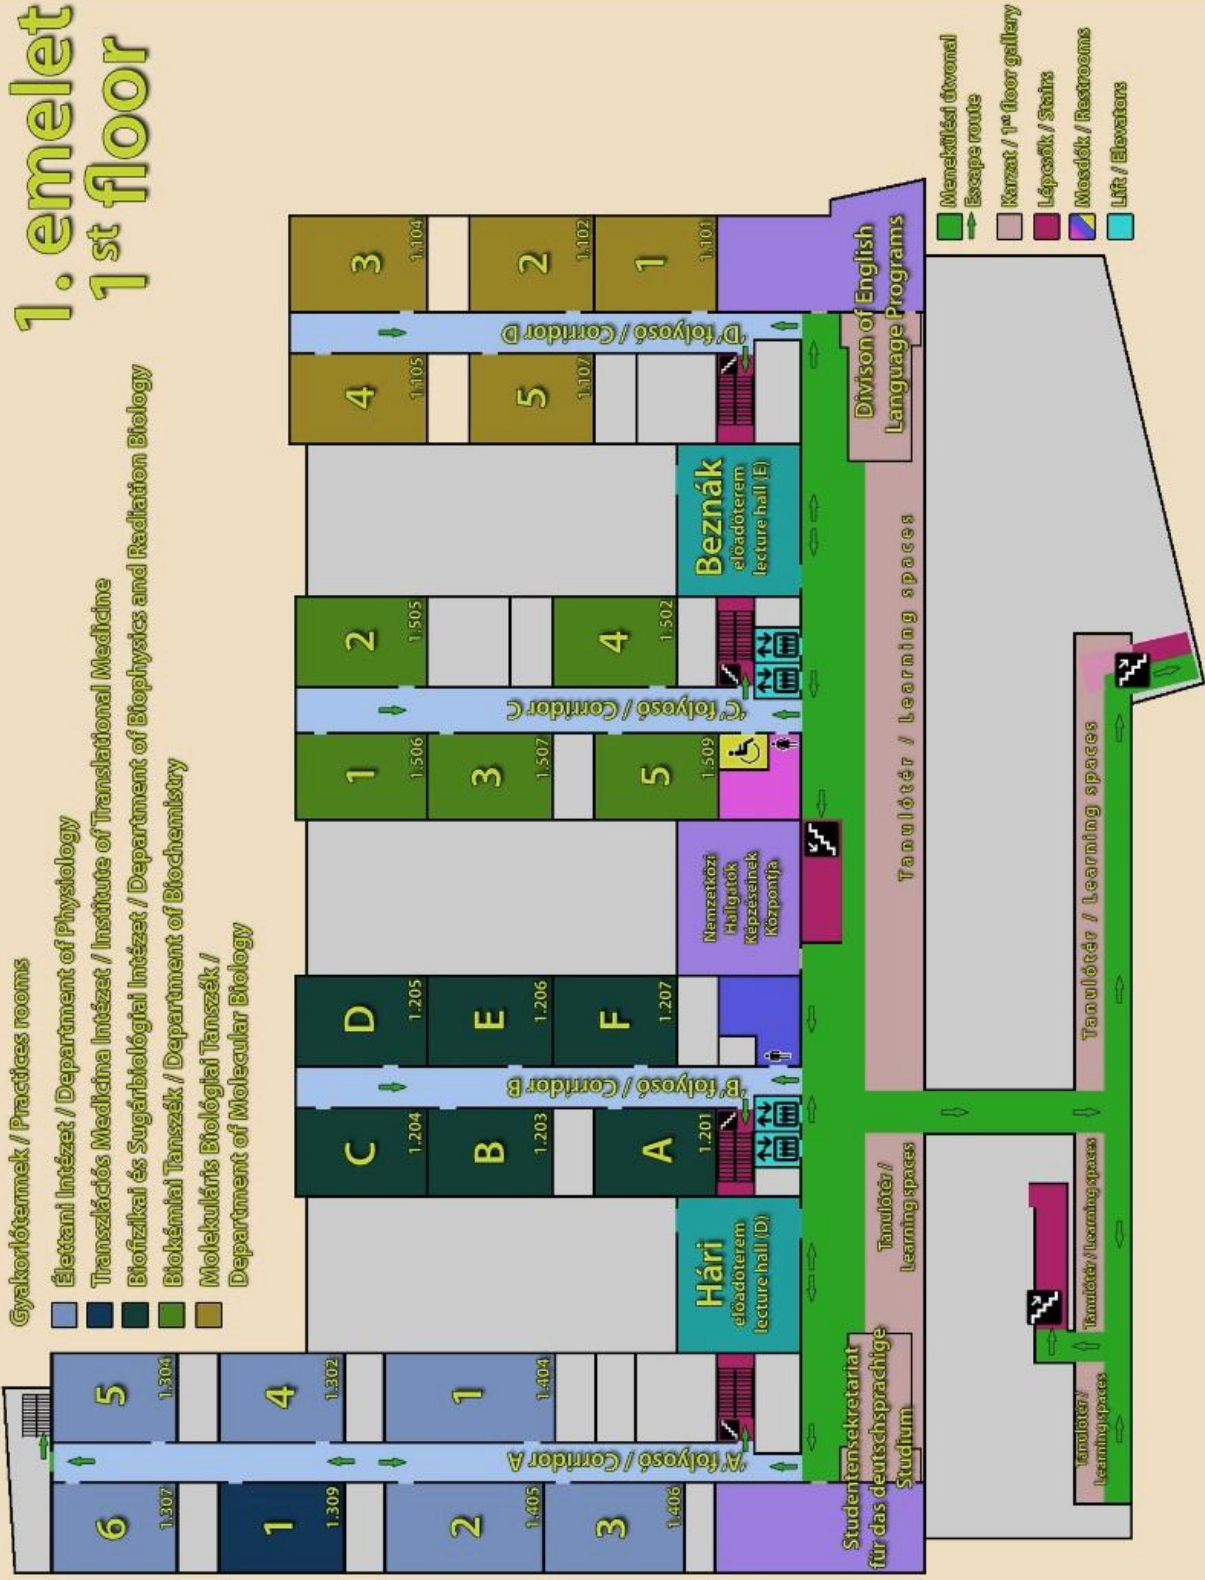 1. emelet
1st floor
Gyakorlótermek / Practices rooms
Élettani Intézet / Department of Physiology
Transzlációs Medicina Intézet / Institute of Translational Medicine
Biofizikai és Sugárbiológiai Intézet / Department of Biophysics and Radiation Biology
Biokémiai Tanszék / Department of Biochemistry
Molekuláris Biológiai Tanszék /
Department of Molecular Biology
5
1.304
4
1.302
1
1.404
6
1.307
1
1.309
2
1.405
3
1.406
'A' folyosó / Corridor A
Studentensekretariat
für das deutschsprachige
Studium
Hári
előadóterem
lecture hall (D)
C
1.204
B
1.203
A
1.201
'B' folyosó / Corridor B
D
1.205
E
1.206
F
1.207
Nemzetközi
Hallgatók
Képzéseinek
Központja
1
1.506
3
1.507
5
1.509
'C' folyosó / Corridor C
2
1.505
4
1.502
Beznák
előadóterem
lecture hall (E)
4
1.105
5
1.107
'D' folyosó / Corridor D
3
1.104
2
1.102
1
1.101
Divison of English
Language Programs
Tanulótér /
Learning spaces
Tanulótér / Learning spaces
Tanulótér /
Learning spaces
Tanulótér / Learning spaces
Tanulótér / Learning spaces
Menekülési útvonal
Escape route
Karzat / 1st floor gallery
Lépcsők / Stairs
Mosdók / Restrooms
Lift / Elevators